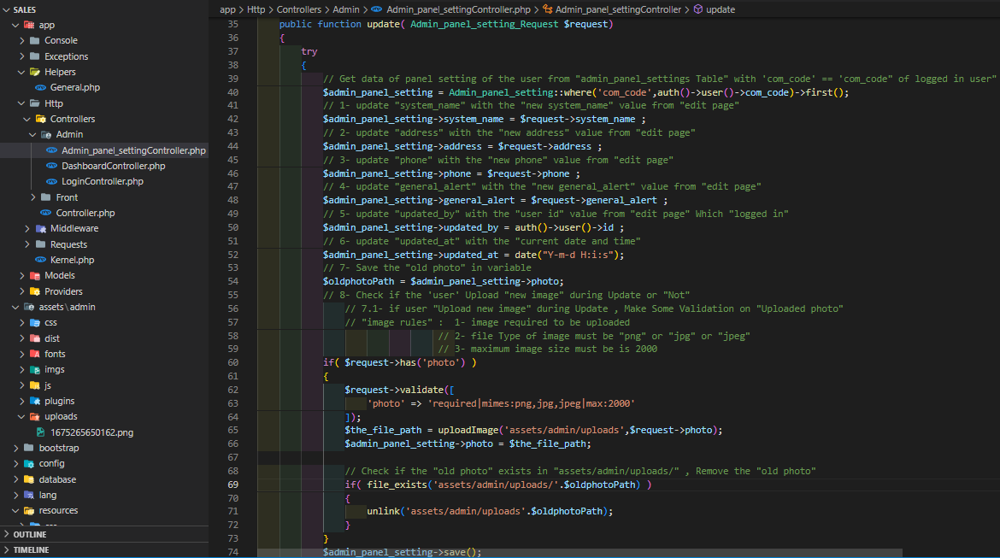 SALES
app
Console
Exceptions
Helpers
General.php
Http
Controllers
Admin
Admin_panel_settingController.php
DashboardController.php
LoginController.php
Front
Controller.php
Middleware
Requests
Kernel.php
Models
Providers
assets\admin
css
dist
fonts
imgs
js
plugins
uploads
1675265650162.png
bootstrap
config
database
lang
resources
OUTLINE
TIMELINE
app > Http > Controllers > Admin > Admin_panel_settingController.php > Admin_panel_settingController > update
35 public function update( Admin_panel_setting_Request $request)
36 {
37 try
38 {
39 // Get data of panel setting of the user from "admin_panel_settings Table" with 'com_code' == 'com_code" of logged in user"
40 $admin_panel_setting = Admin_panel_setting::where('com_code',auth()->user()->com_code)->first();
41 // 1- update "system_name" with the "new system_name" value from "edit page"
42 $admin_panel_setting->system_name = $request->system_name ;
43 // 2- update "address" with the "new address" value from "edit page"
44 $admin_panel_setting->address = $request->address ;
45 // 3- update "phone" with the "new phone" value from "edit page"
46 $admin_panel_setting->phone = $request->phone ;
47 // 4- update "general_alert" with the "new general_alert" value from "edit page"
48 $admin_panel_setting->general_alert = $request->general_alert ;
49 // 5- update "updated_by" with the "user id" value from "edit page" Which "logged in"
50 $admin_panel_setting->updated_by = auth()->user()->id ;
51 // 6- update "updated_at" with the "current date and time"
52 $admin_panel_setting->updated_at = date("Y-m-d H:i:s");
53 // 7- Save the "old photo" in variable
54 $oldphotoPath = $admin_panel_setting->photo;
55 // 8- Check if the 'user' Upload "new image" during Update or "Not"
56 // 7.1- if user "Upload new image" during Update , Make Some Validation on "Uploaded photo"
57 // "image rules" :  1- image required to be uploaded
58 // 2- file Type of image must be "png" or "jpg" or "jpeg"
59 // 3- maximum image size must be is 2000
60 if( $request->has('photo') )
61 {
62 $request->validate([
63 'photo' => 'required|mimes:png,jpg,jpeg|max:2000'
64 ]);
65 $the_file_path = uploadImage('assets/admin/uploads',$request->photo);
66 $admin_panel_setting->photo = $the_file_path;
67
68 // Check if the "old photo" exists in "assets/admin/uploads/" , Remove the "old photo"
69 if( file_exists('assets/admin/uploads/'.$oldphotoPath) )
70 {
71 unlink('assets/admin/uploads'.$oldphotoPath);
72 }
73 }
74 $admin_panel_setting->save();